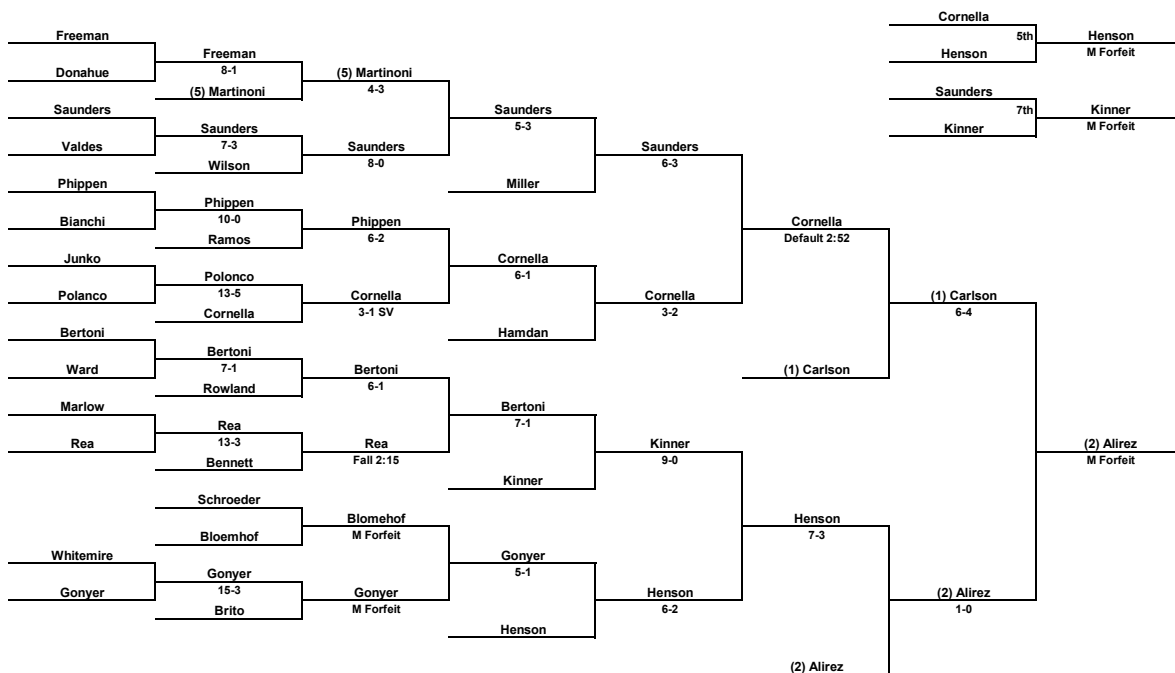 Cornella
Freeman
5th
Henson
Freeman
M Forfeit
Donahue
8-1
(5) Martinoni
Henson
(5) Martinoni
4-3
Saunders
Saunders
Saunders
7th
Kinner
Saunders
5-3
M Forfeit
Valdes
7-3
Saunders
Saunders
Kinner
Wilson
8-0
6-3
Phippen
Miller
Phippen
Bianchi
10-0
Phippen
Cornella
Ramos
6-2
Default 2:52
Junko
Cornella
Polonco
6-1
Polanco
13-5
Cornella
Cornella
(1) Carlson
Cornella
3-1 SV
3-2
6-4
Bertoni
Hamdan
Bertoni
Ward
7-1
Bertoni
(1) Carlson
Rowland
6-1
Marlow
Bertoni
Rea
7-1
Rea
13-3
Rea
Kinner
(2) Alirez
Bennett
Fall 2:15
9-0
M Forfeit
Kinner
Schroeder
Blomehof
Henson
Bloemhof
M Forfeit
7-3
Whitemire
Gonyer
Gonyer
5-1
Gonyer
15-3
Gonyer
Henson
(2) Alirez
Brito
M Forfeit
6-2
1-0
Henson
(2) Alirez